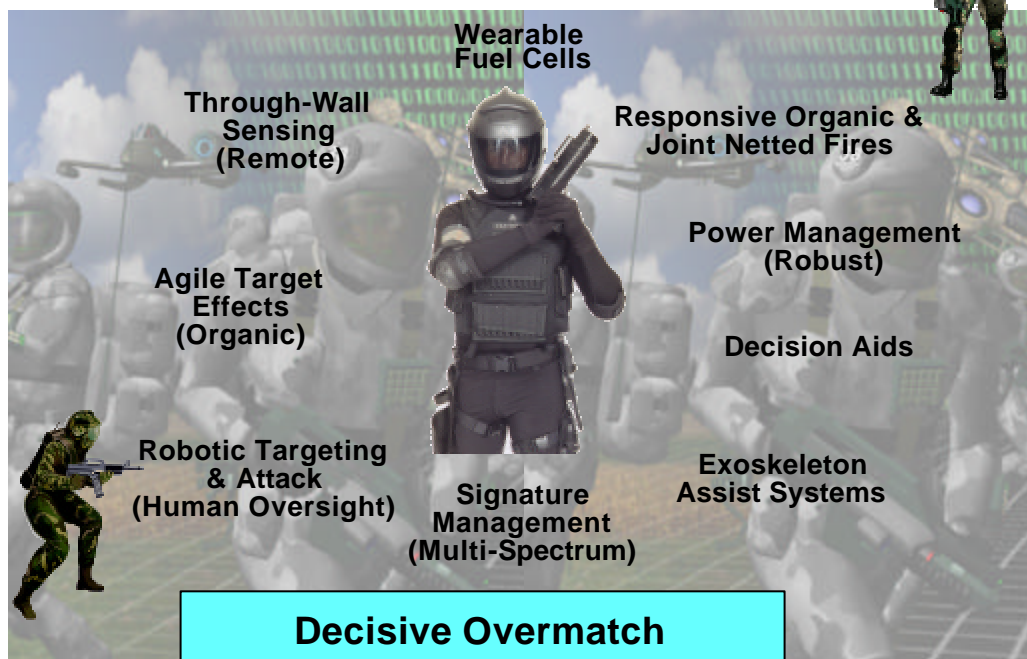 Wearable
Fuel Cells
Through-Wall
Sensing
(Remote)
Responsive Organic &
Joint Netted Fires
Power Management
(Robust)
Agile Target
Effects
(Organic)
Decision Aids
Robotic Targeting
& Attack
(Human Oversight)
Signature
Management
(Multi-Spectrum)
Exoskeleton
Assist Systems
Decisive Overmatch